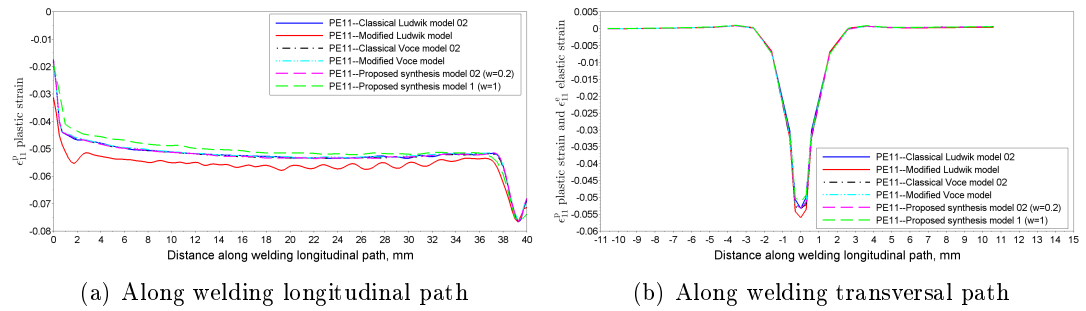 0
-0.01
-0.02
-0.03
-0.04
-0.05
-0.06
-0.07
-0.08
ϵᵖ₁₁ plastic strain
PE11--Classical Ludwik model 02
PE11--Modified Ludwik model
PE11--Classical Voce model 02
PE11--Modified Voce model
PE11--Proposed synthesis model 02 (w=0.2)
PE11--Proposed synthesis model 1 (w=1)
0 2 4 6 8 10 12 14 16 18 20 22 24 26 28 30 32 34 36 38 40
Distance along welding longitudinal path, mm
(a) Along welding longitudinal path
0.005
0
-0.005
-0.01
-0.015
-0.02
-0.025
-0.03
-0.035
-0.04
-0.045
-0.05
-0.055
-0.06
ϵᵖ₁₁ plastic strain and ϵᵉ₁₁ elastic strain
PE11--Classical Ludwik model 02
PE11--Modified Ludwik model
PE11--Classical Voce model 02
PE11--Modified Voce model
PE11--Proposed synthesis model 02 (w=0.2)
PE11--Proposed synthesis model 1 (w=1)
-11 -10 -9 -8 -7 -6 -5 -4 -3 -2 -1 0 1 2 3 4 5 6 7 8 9 10 11 12 13 14 15
Distance along welding longitudinal path, mm
(b) Along welding transversal path